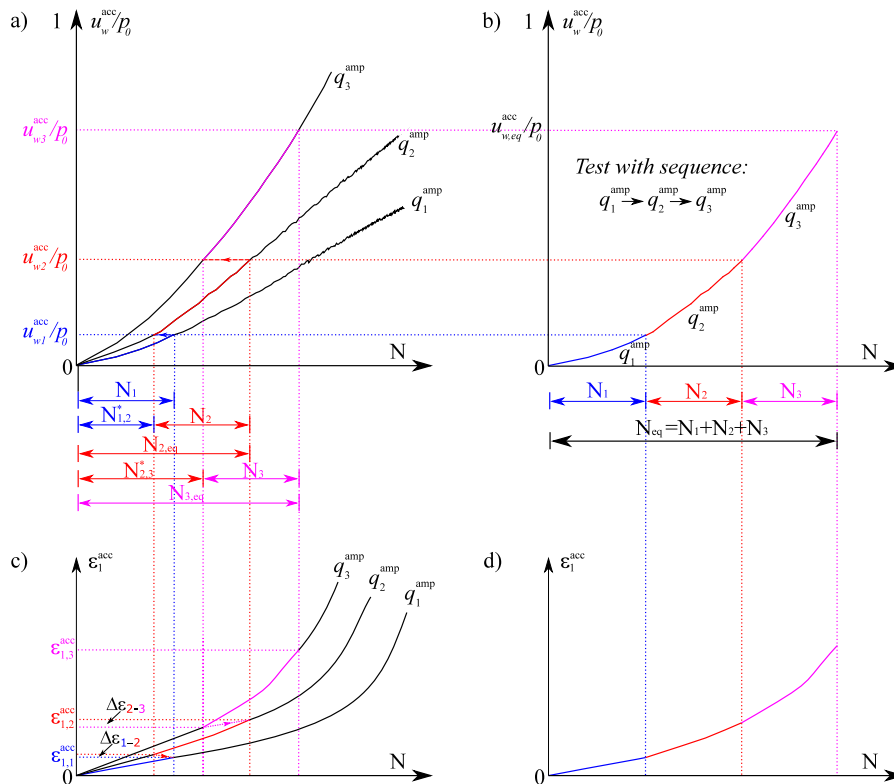 a)
1 u_w^acc/p_0
q_3^amp
u_w3^acc/p_0
q_2^amp
q_1^amp
u_w2^acc/p_0
u_w1^acc/p_0
0
N
N_1
N*_1,2
N_2
N_2,eq
N*_2,3
N_3
N_3,eq
b)
1 u_w^acc/p_0
u_w,eq^acc/p_0
Test with sequence:
q_1^amp → q_2^amp → q_3^amp
q_3^amp
q_2^amp
q_1^amp
0
N
N_1
N_2
N_3
N_eq=N_1+N_2+N_3
c)
ε_1^acc
q_3^amp
q_2^amp
q_1^amp
ε_1,3^acc
Δε_2-3
ε_1,2^acc
Δε_1-2
ε_1,1^acc
0
N
d)
ε_1^acc
0
N